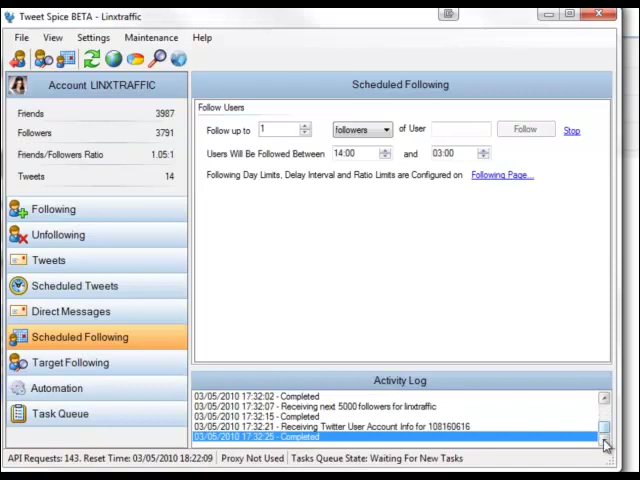 Tweet Spice BETA - Linxtraffic
File View Settings Maintenance Help
Account LINXTRAFFIC
Friends 3987
Followers 3791
Friends/Followers Ratio 1.05:1
Tweets 14
Following
Unfollowing
Tweets
Scheduled Tweets
Direct Messages
Scheduled Following
Target Following
Automation
Task Queue
Scheduled Following
Follow Users
Follow up to 1 followers of User Follow Stop
Users Will Be Followed Between 14:00 and 03:00
Following Day Limits, Delay Interval and Ratio Limits are Configured on Following Page...
Activity Log
03/05/2010 17:32:02 - Completed
03/05/2010 17:32:07 - Receiving next 5000 followers for linxtraffic
03/05/2010 17:32:15 - Completed
03/05/2010 17:32:21 - Receiving Twitter User Account Info for 108160616
03/05/2010 17:32:25 - Completed
API Requests: 143. Reset Time: 03/05/2010 18:22:09 Proxy Not Used Tasks Queue State: Waiting For New Tasks